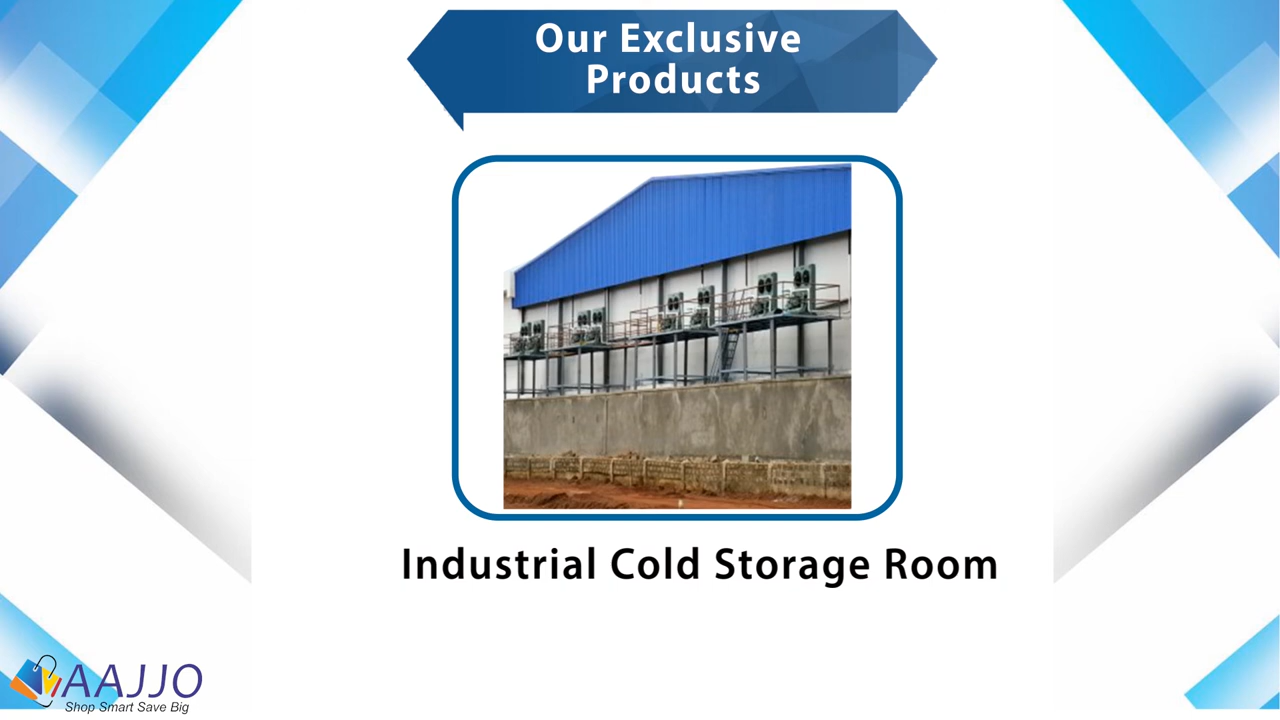 Our Exclusive
Products
Industrial Cold Storage Room
AAJJO
Shop Smart Save Big